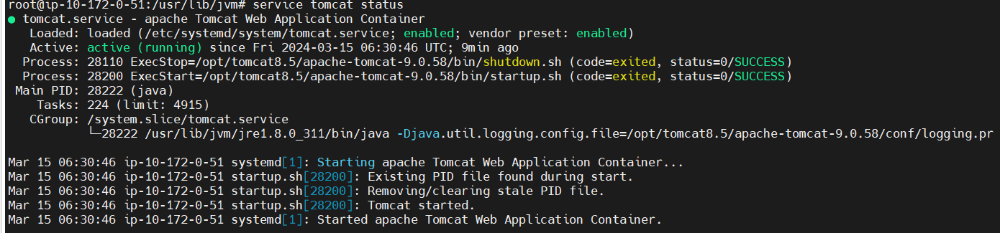 root@ip-10-172-0-51:/usr/lib/jvm# service tomcat status
● tomcat.service - apache Tomcat Web Application Container
Loaded: loaded (/etc/systemd/system/tomcat.service; enabled; vendor preset: enabled)
Active: active (running) since Fri 2024-03-15 06:30:46 UTC; 9min ago
Process: 28110 ExecStop=/opt/tomcat8.5/apache-tomcat-9.0.58/bin/shutdown.sh (code=exited, status=0/SUCCESS)
Process: 28200 ExecStart=/opt/tomcat8.5/apache-tomcat-9.0.58/bin/startup.sh (code=exited, status=0/SUCCESS)
Main PID: 28222 (java)
Tasks: 224 (limit: 4915)
CGroup: /system.slice/tomcat.service
└─28222 /usr/lib/jvm/jre1.8.0_311/bin/java -Djava.util.logging.config.file=/opt/tomcat8.5/apache-tomcat-9.0.58/conf/logging.pr
Mar 15 06:30:46 ip-10-172-0-51 systemd[1]: Starting apache Tomcat Web Application Container...
Mar 15 06:30:46 ip-10-172-0-51 startup.sh[28200]: Existing PID file found during start.
Mar 15 06:30:46 ip-10-172-0-51 startup.sh[28200]: Removing/clearing stale PID file.
Mar 15 06:30:46 ip-10-172-0-51 startup.sh[28200]: Tomcat started.
Mar 15 06:30:46 ip-10-172-0-51 systemd[1]: Started apache Tomcat Web Application Container.